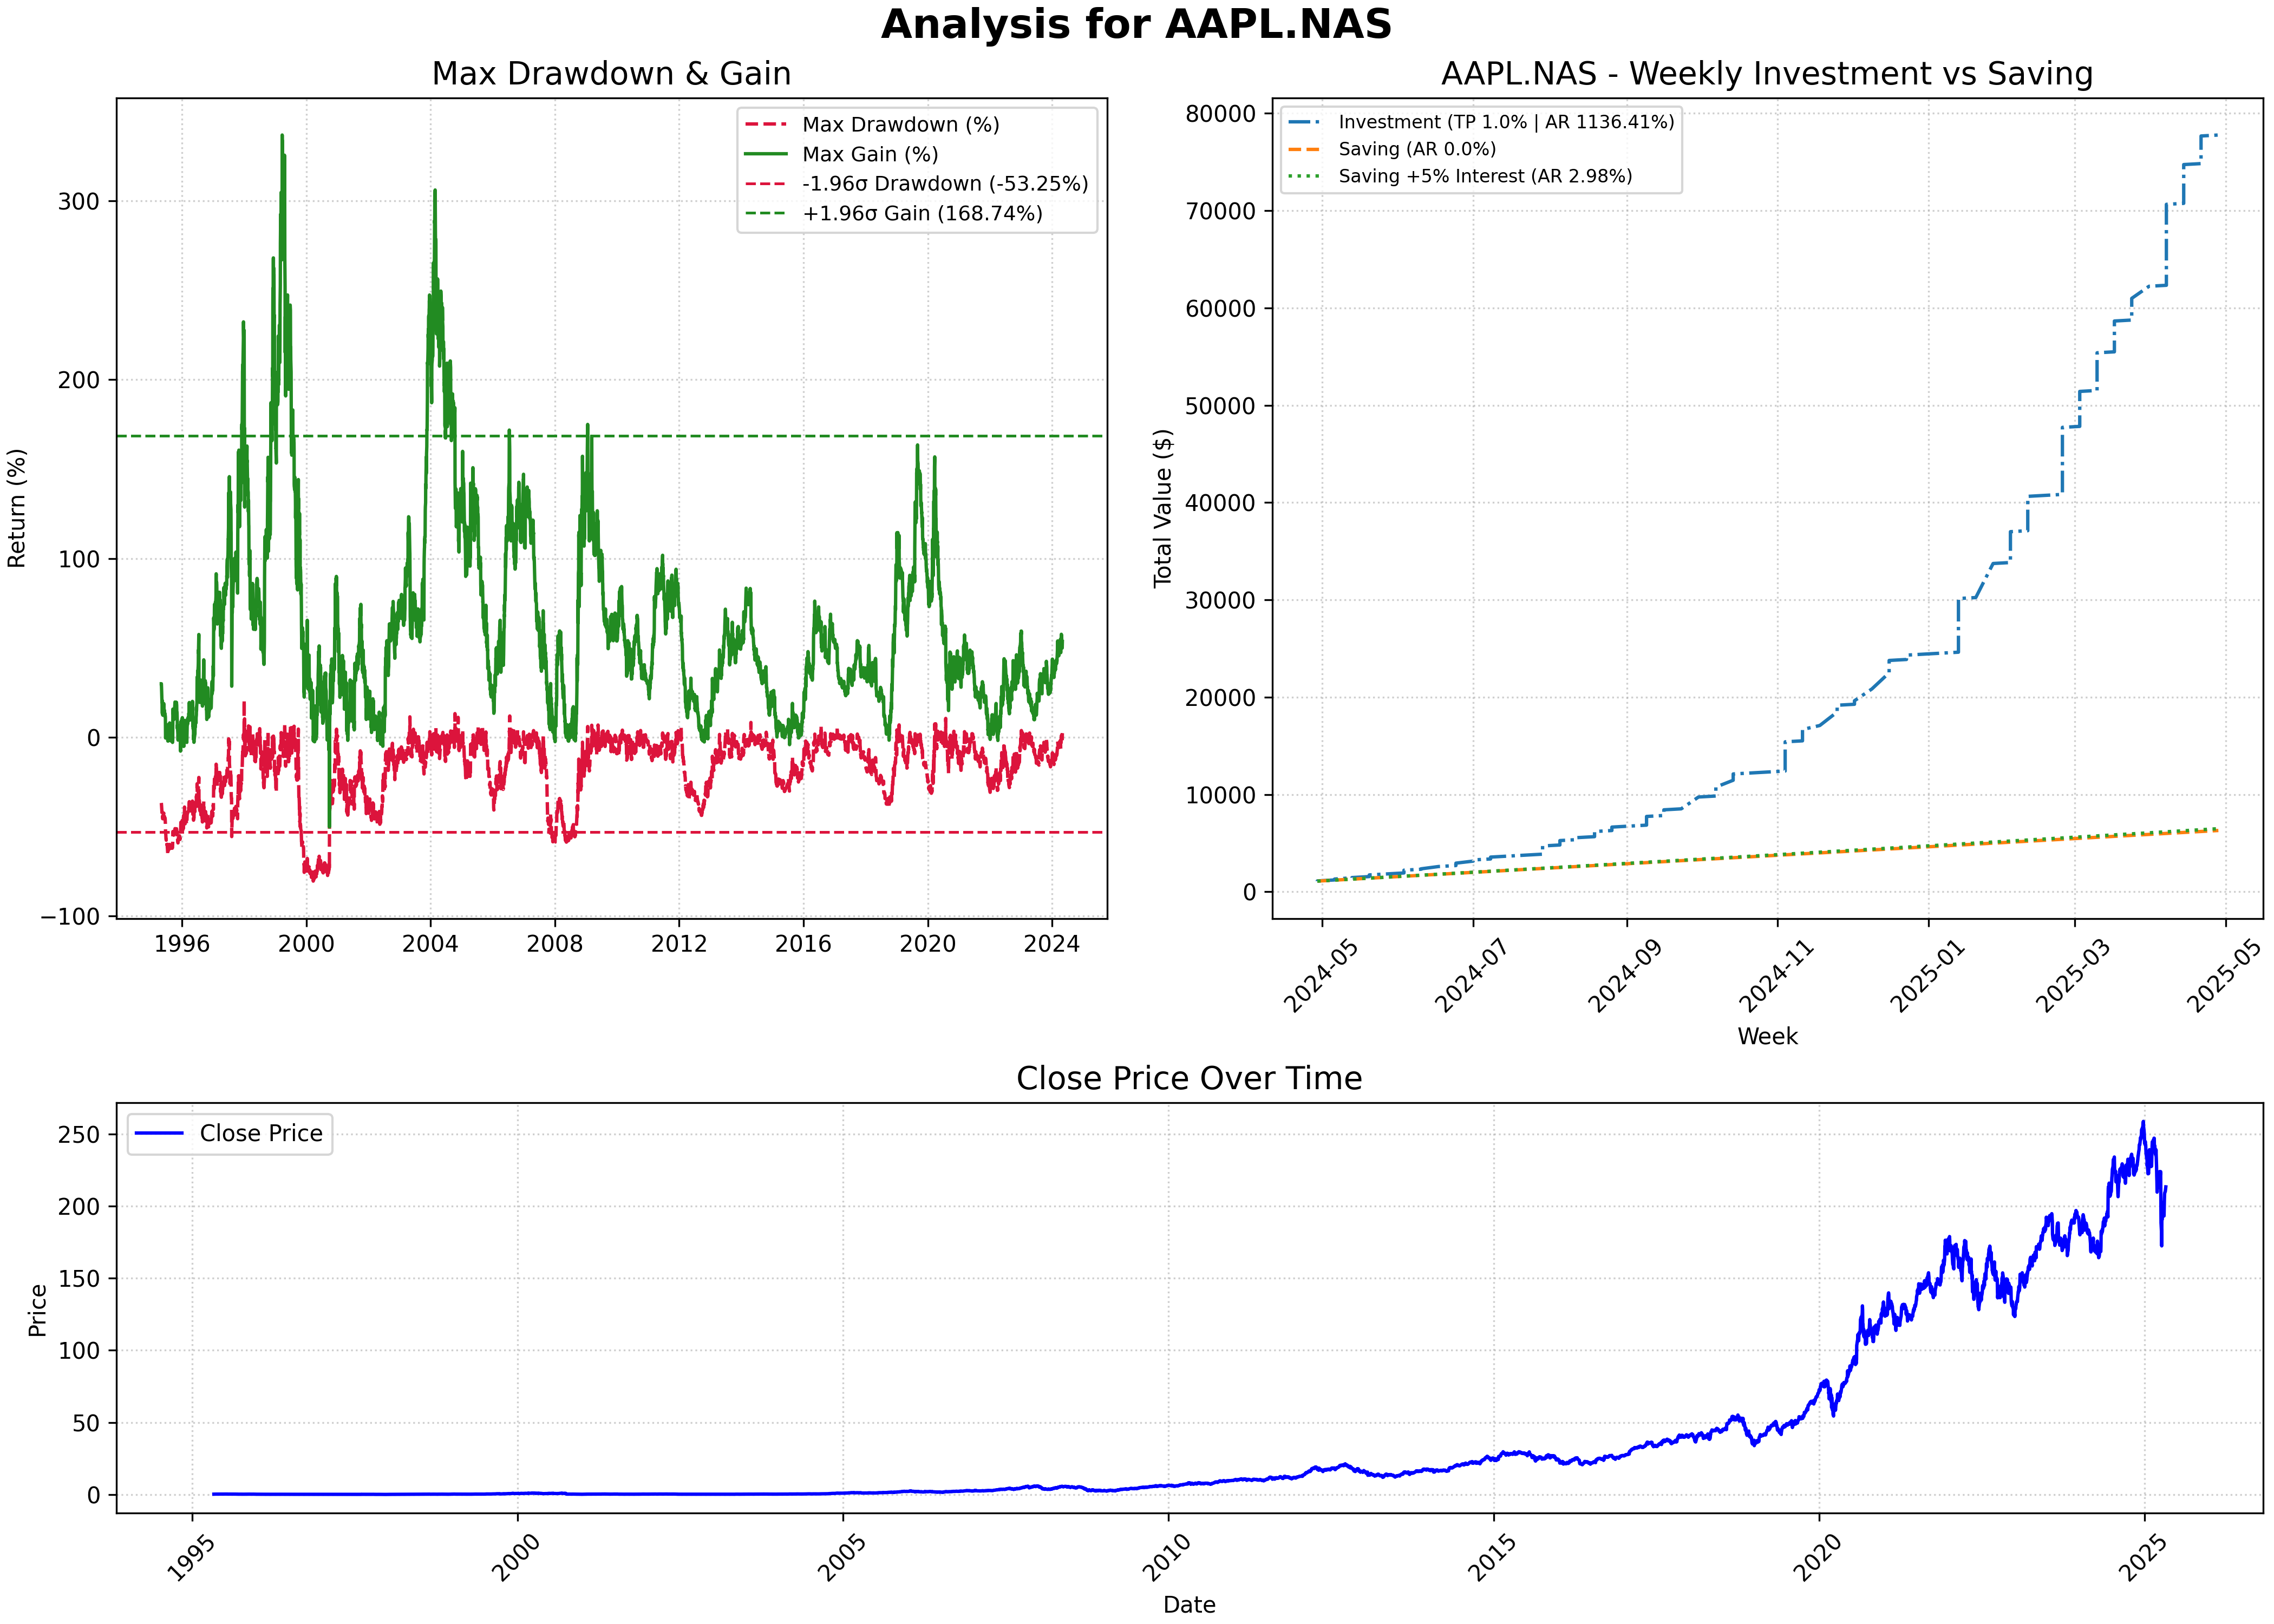 Analysis for AAPL.NAS
Max Drawdown & Gain
Return (%)
300
200
100
0
−100
1996 2000 2004 2008 2012 2016 2020 2024
Max Drawdown (%)
Max Gain (%)
-1.96σ Drawdown (-53.25%)
+1.96σ Gain (168.74%)
AAPL.NAS - Weekly Investment vs Saving
Total Value ($)
80000
70000
60000
50000
40000
30000
20000
10000
0
Investment (TP 1.0% | AR 1136.41%)
Saving (AR 0.0%)
Saving +5% Interest (AR 2.98%)
2024-05 2024-07 2024-09 2024-11 2025-01 2025-03 2025-05
Week
Close Price Over Time
Close Price
Price
250
200
150
100
50
0
1995 2000 2005 2010 2015 2020 2025
Date